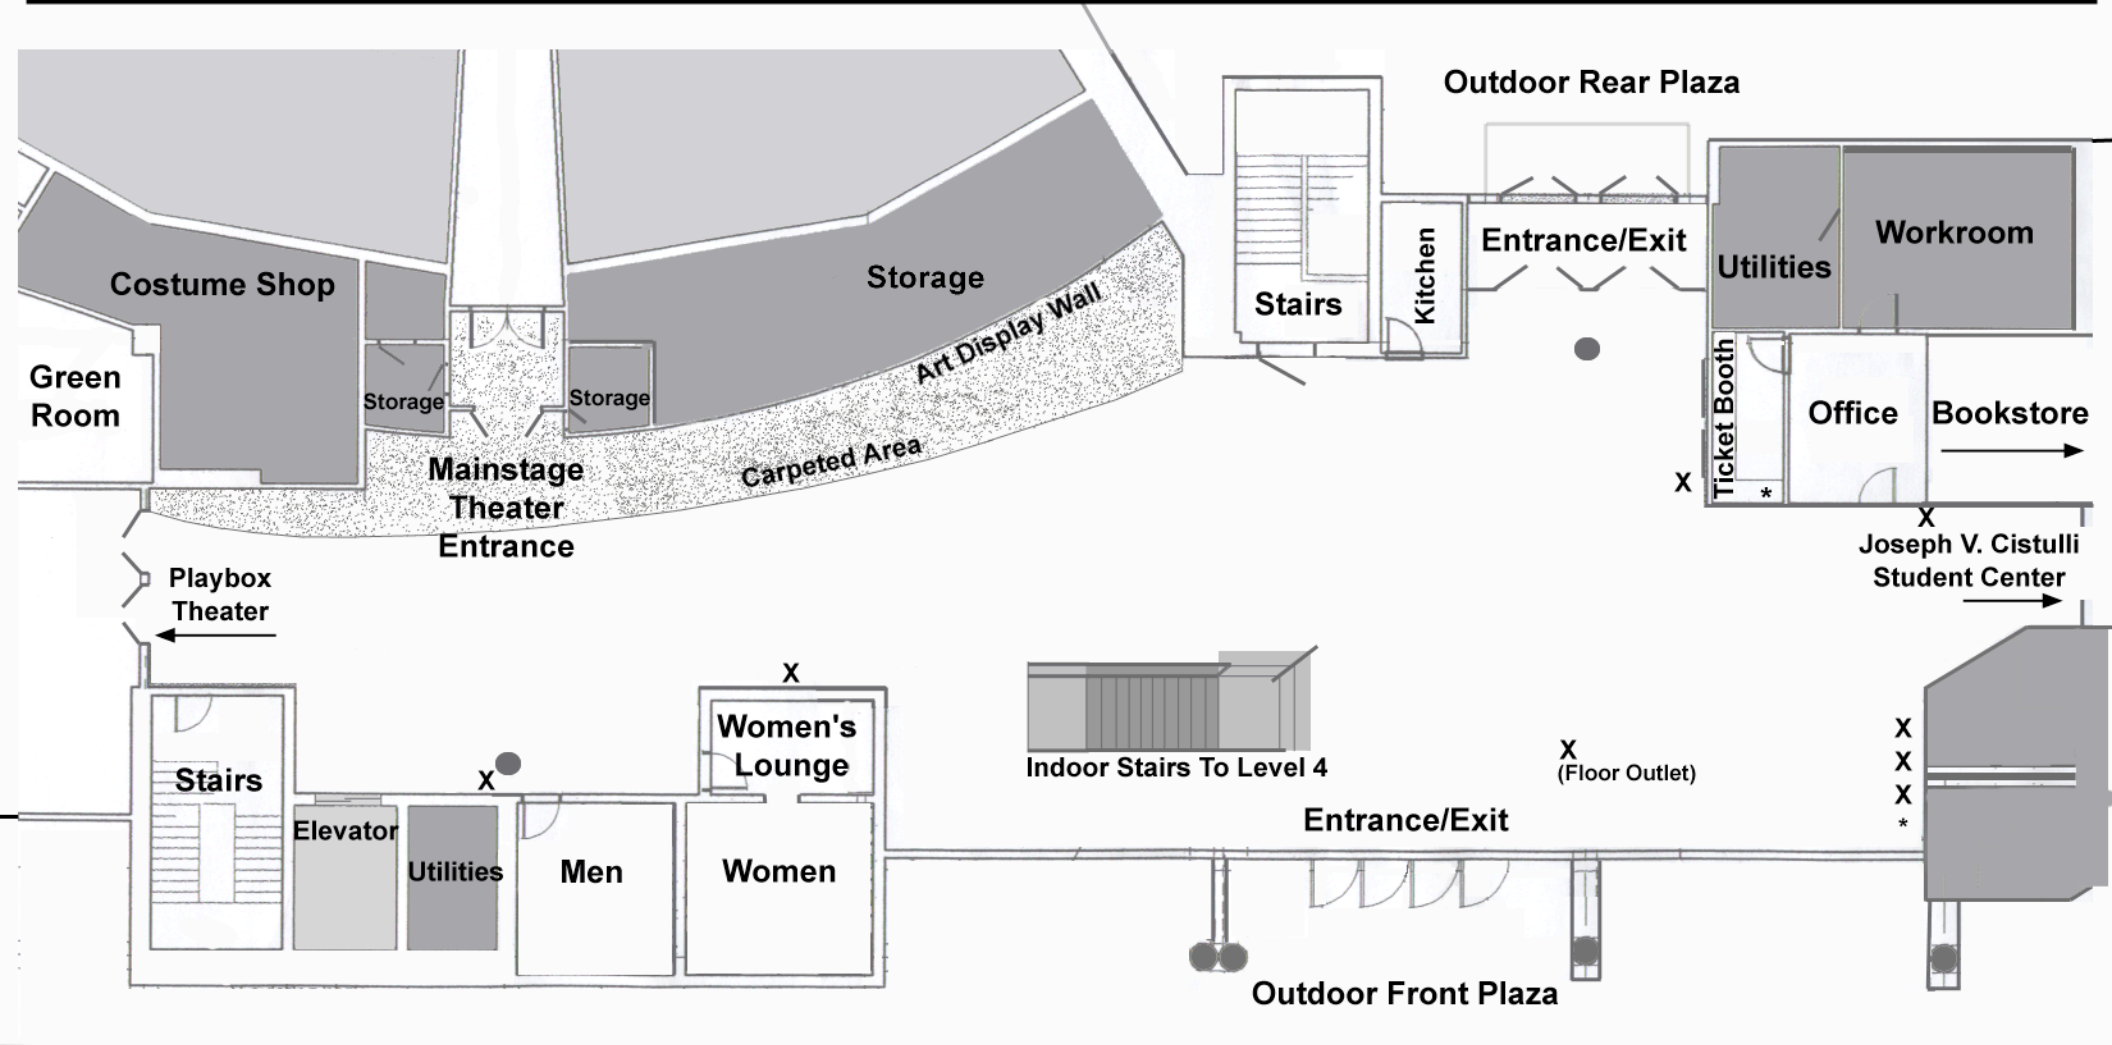 Outdoor Rear Plaza
Costume Shop
Storage
Art Display Wall
Stairs
Kitchen
Entrance/Exit
Utilities
Workroom
Green
Room
Storage
Storage
Mainstage
Theater
Entrance
Carpeted Area
X
Ticket Booth
*
Office
Bookstore
X
Joseph V. Cistulli
Student Center
Playbox
Theater
X
Women's
Lounge
Indoor Stairs To Level 4
X
(Floor Outlet)
X
X
X
*
Stairs
X
Elevator
Utilities
Men
Women
Entrance/Exit
Outdoor Front Plaza